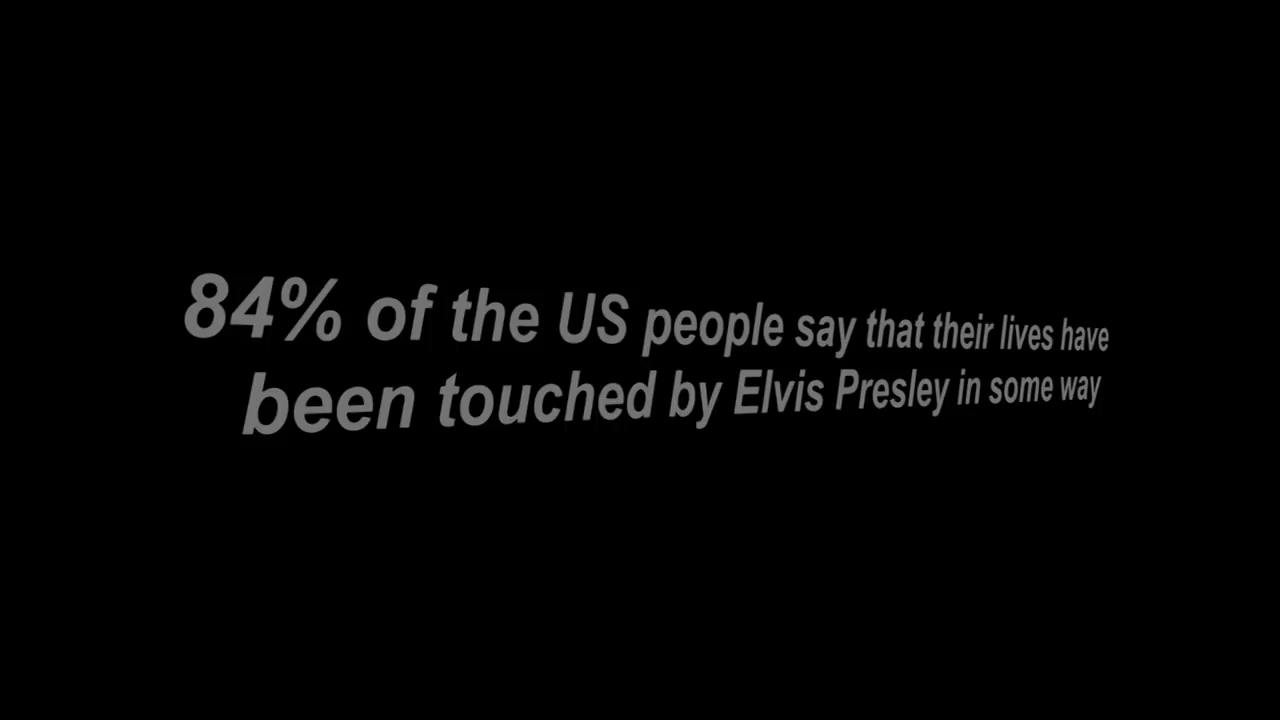 84% of the US people say that their lives have
been touched by Elvis Presley in some way